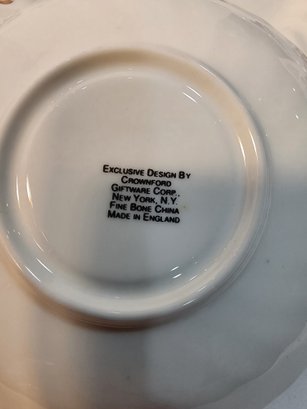 EXCLUSIVE DESIGN BY
CROWNFORD
GIFTWARE CORP.
NEW YORK, N.Y.
FINE BONE CHINA
MADE IN ENGLAND